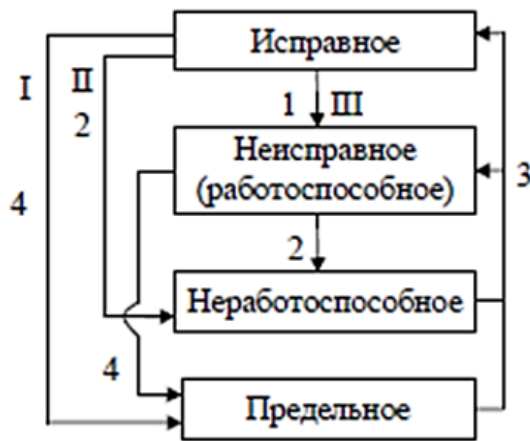 Исправное
I
II
2
1
III
4
Неисправное
(работоспособное)
3
2
Неработоспособное
4
Предельное